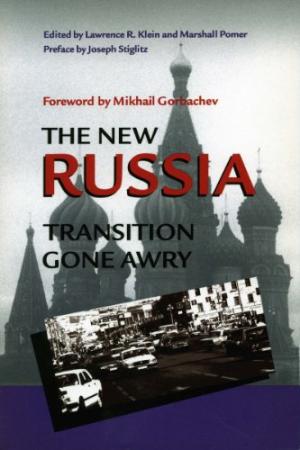 Edited by Lawrence R. Klein and Marshall Pomer
Preface by Joseph Stiglitz
Foreword by Mikhail Gorbachev
THE NEW
RUSSIA
TRANSITION
GONE AWRY